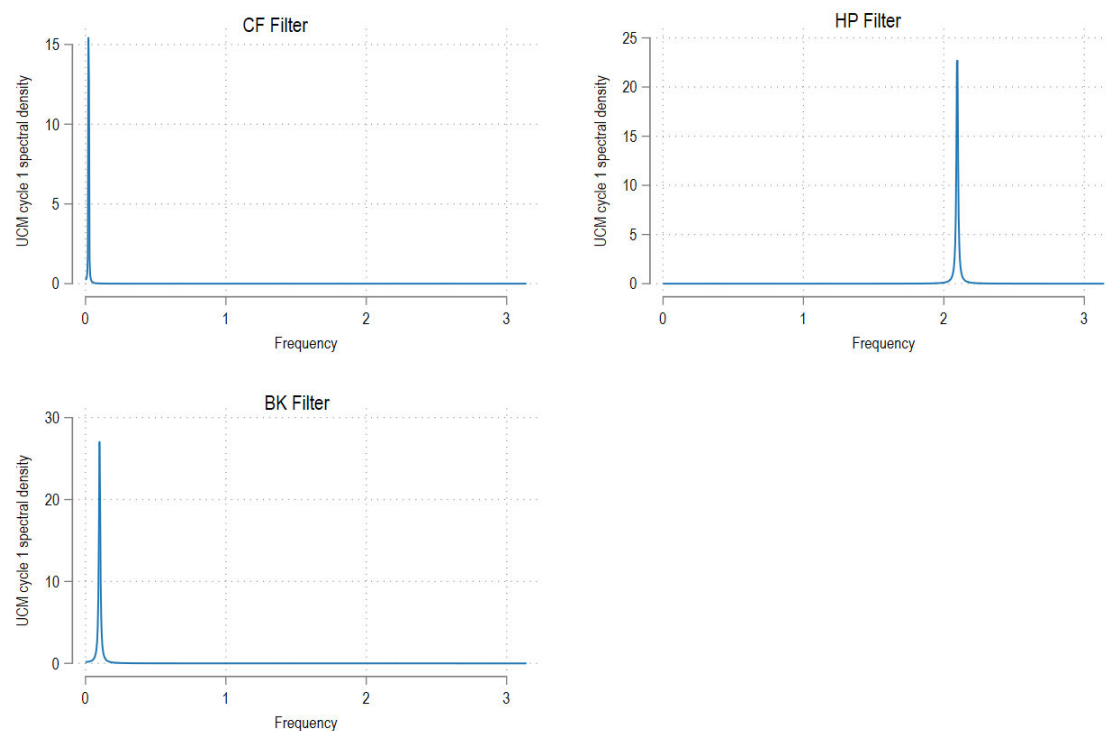 CF Filter
UCM cycle 1 spectral density
15
10
5
0
0 1 2 3
Frequency
HP Filter
UCM cycle 1 spectral density
25
20
15
10
5
0
0 1 2 3
Frequency
BK Filter
UCM cycle 1 spectral density
30
20
10
0
0 1 2 3
Frequency